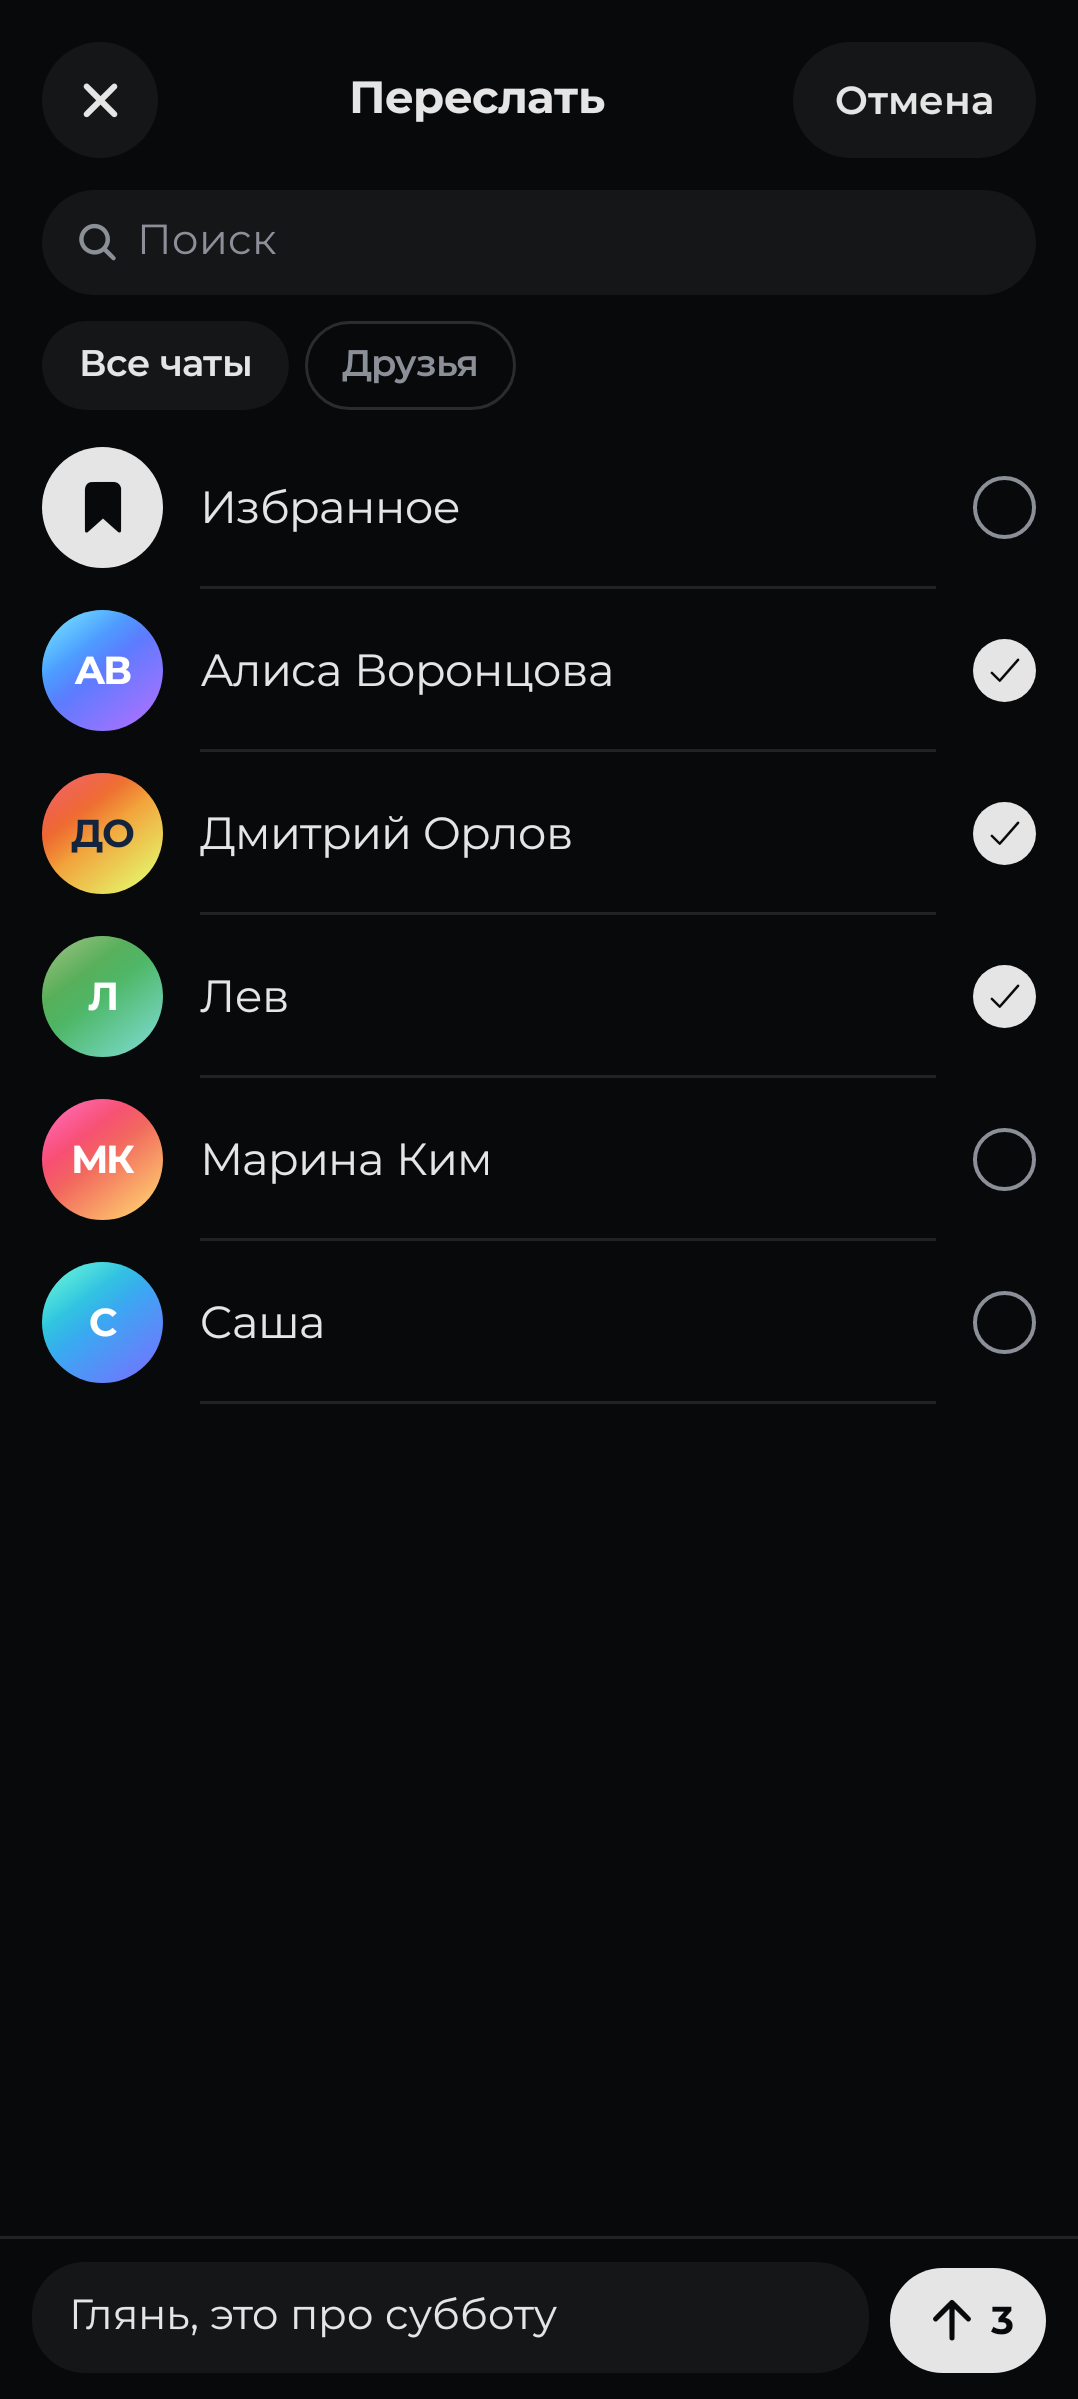 Переслать
Отмена
Поиск
Все чаты
Друзья
Избранное
АВ
Алиса Воронцова
ДО
Дмитрий Орлов
Л
Лев
МК
Марина Ким
С
Саша
Глянь, это про субботу
3